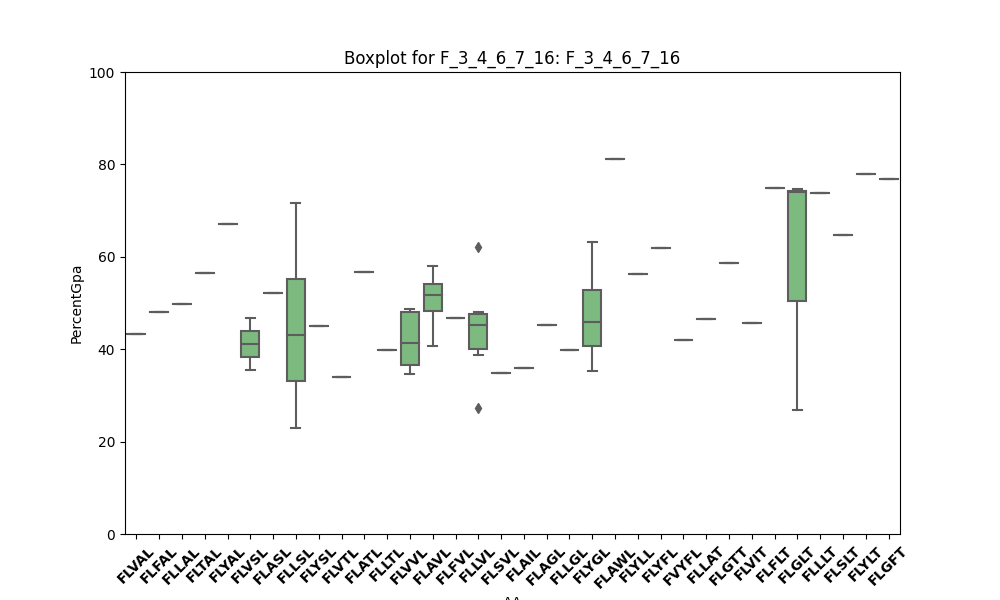 Boxplot for F_3_4_6_7_16: F_3_4_6_7_16
100
80
60
40
20
0
PercentGpa
FLVAL
FLFAL
FLLAL
FLTAL
FLYAL
FLVSL
FLASL
FLLSL
FLYSL
FLVTL
FLATL
FLLTL
FLVVL
FLAVL
FLFVL
FLLVL
FLSVL
FLAIL
FLAGL
FLLGL
FLYGL
FLAWL
FLYLL
FLYFL
FVYFL
FLLAT
FLGTT
FLVIT
FLFLT
FLGLT
FLLLT
FLSLT
FLYLT
FLGFT